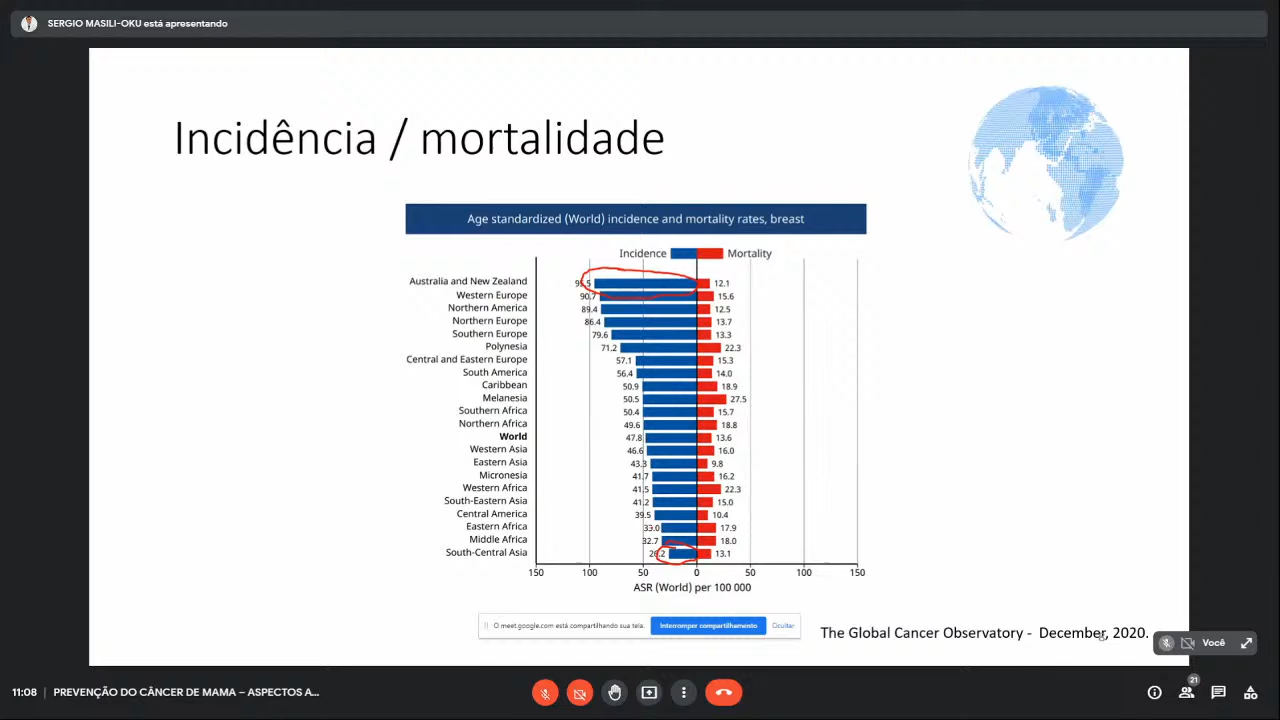 SERGIO MASILI-OKU está apresentando
Incidência / mortalidade
Age standardized (World) incidence and mortality rates, breast
Incidence Mortality
Australia and New Zealand 12.1
Western Europe 90.7 15.6
Northern America 89.4 12.5
Northern Europe 86.4 13.7
Southern Europe 79.6 13.3
Polynesia 71.2 22.3
Central and Eastern Europe 57.1 15.3
South America 56.4 14.0
Caribbean 50.9 18.9
Melanesia 50.5 27.5
Southern Africa 50.4 15.7
Northern Africa 49.6 18.8
World 47.8 13.6
Western Asia 46.6 16.0
Eastern Asia 43.3 9.8
Micronesia 41.7 16.2
Western Africa 41.5 22.3
South-Eastern Asia 41.2 15.0
Central America 39.5 10.4
Eastern Africa 33.0 17.9
Middle Africa 32.7 18.0
South-Central Asia 13.1
150 100 50 0 50 100 150
ASR (World) per 100 000
O meet.google.com está compartilhando sua tela. Interromper compartilhamento Ocultar
The Global Cancer Observatory - December, 2020.
Você
11:08 | PREVENÇÃO DO CÂNCER DE MAMA – ASPECTOS A...
21